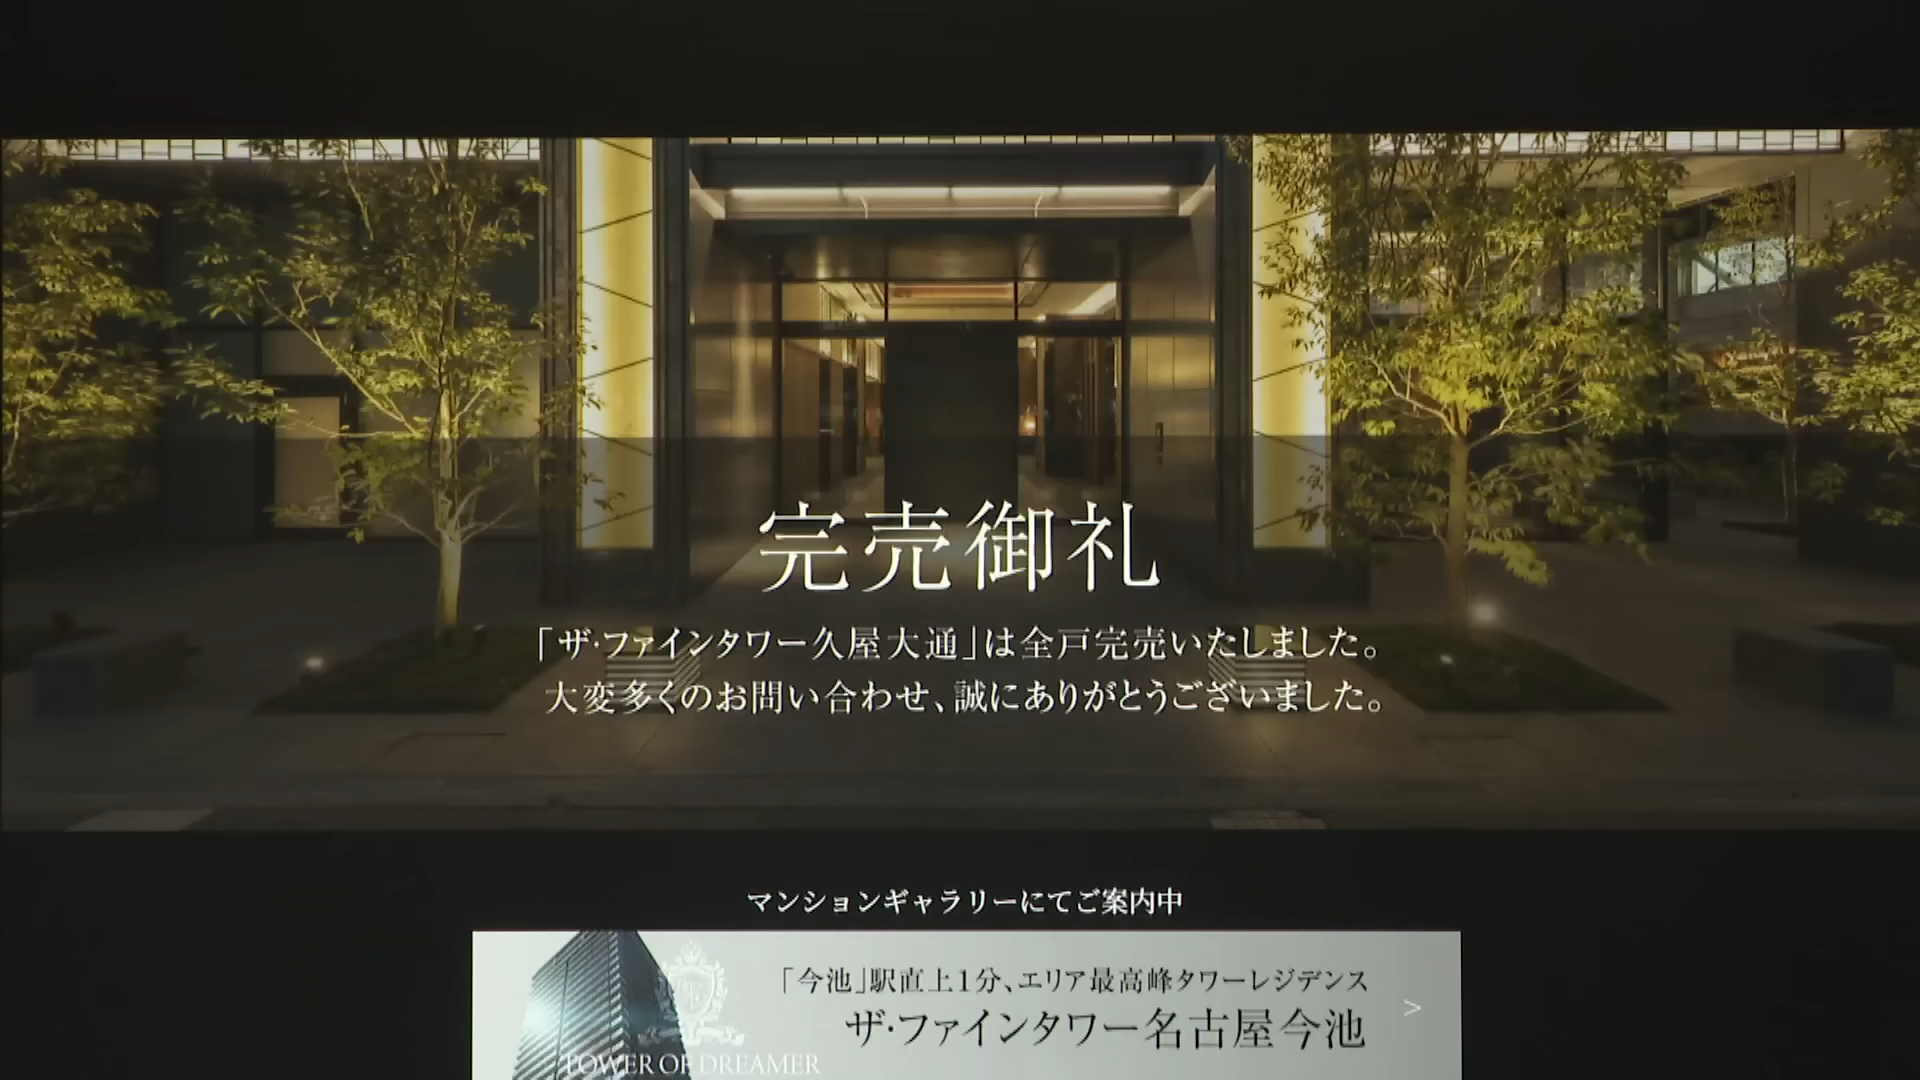 完売御礼
「ザ·ファインタワー久屋大通」は全戸完売いたしました。
大変多くのお問い合わせ、誠にありがとうございました。
マンションギャラリーにてご案内中
「今池」駅直上1分、エリア最高峰タワーレジデンス
ザ·ファインタワー名古屋今池
>
TOWER OF DREAMER